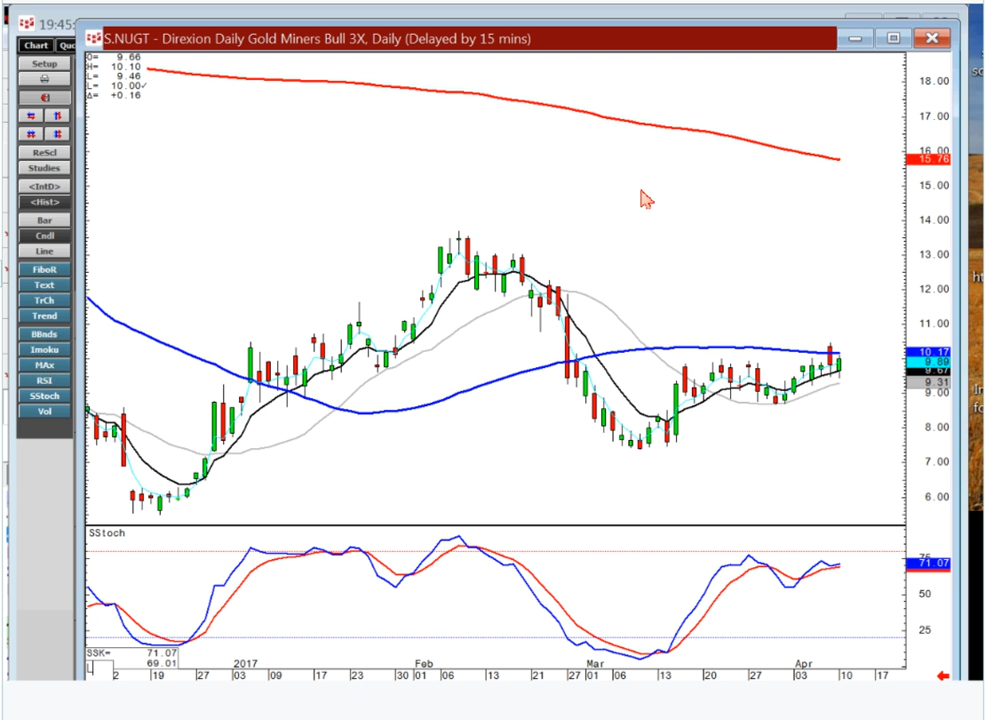 19:45:
S.NUGT - Direxion Daily Gold Miners Bull 3X, Daily (Delayed by 15 mins)
Chart Quo
Setup
ReScl
Studies
<IntD>
<Hist>
Bar
Cndl
Line
FiboR
Text
TrCh
Trend
BBnds
Imoku
MAx
RSI
SStoch
Vol
O= 9.66
H= 10.10
L= 9.46
L= 10.00✓
Δ= +0.16
18.00
17.00
16.00
15.76
15.00
14.00
13.00
12.00
11.00
10.17
9.89
9.67
9.31
9.00
8.00
7.00
6.00
SStoch
75
71.07
50
25
SSK= 71.07
69.01
L
2017 Feb Mar Apr
2 19 27 03 09 17 23 30 01 06 13 21 27 01 06 13 20 27 03 10 17